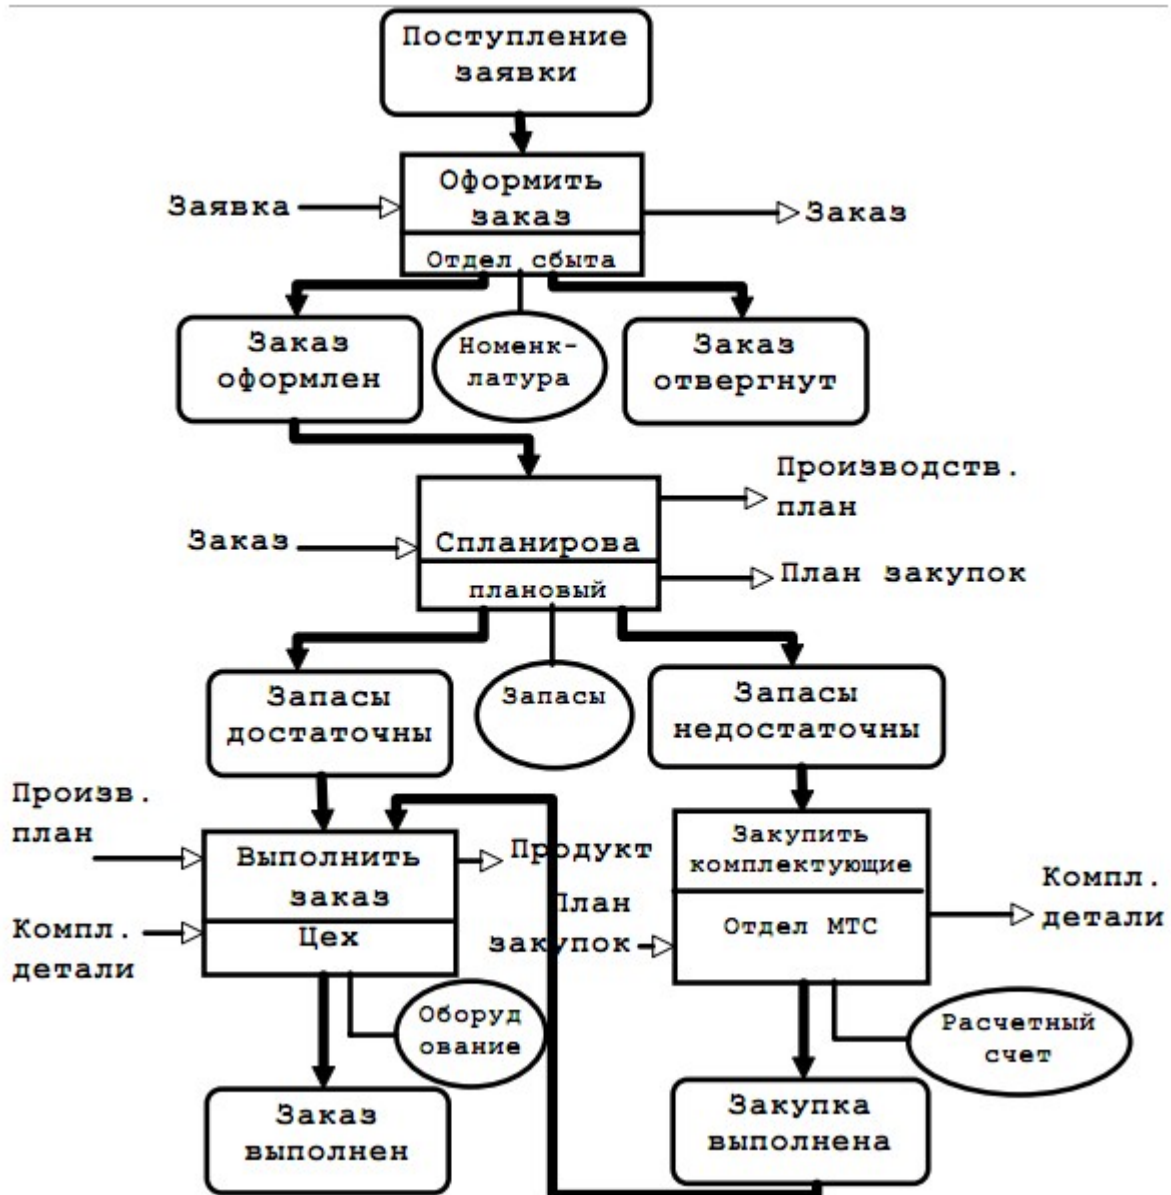 Поступление
заявки
Оформить
заказ
Заявка
Заказ
Отдел сбыта
Заказ
оформлен
Номенк-
латура
Заказ
отвергнут
Производств.
план
Заказ
Спланирова
План закупок
плановый
Запасы
достаточны
Запасы
Запасы
недостаточны
Произв.
план
Выполнить
заказ
Продукт
Закупить
комплектующие
План
закупок
Компл.
детали
Компл.
детали
Цех
Отдел МТС
Оборуд
ование
Расчетный
счет
Заказ
выполнен
Закупка
выполнена